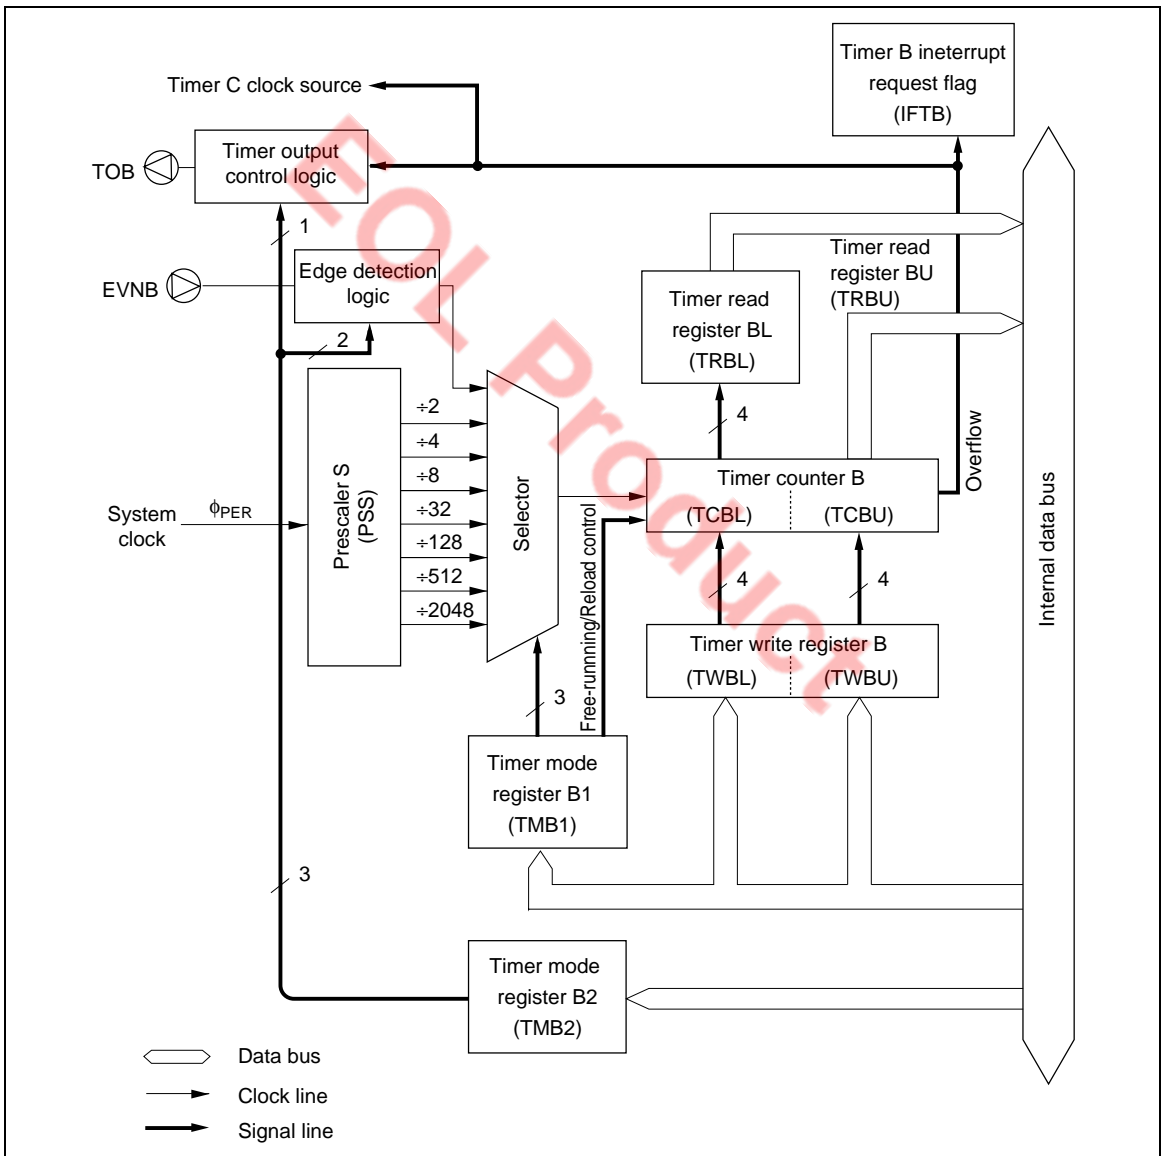 Timer B ineterrupt
request flag
(IFTB)
Timer C clock source
Timer output
control logic
TOB
1
Edge detection
logic
EVNB
2
Timer read
register BL
(TRBL)
Timer read
register BU
(TRBU)
4
Overflow
Internal data bus
Prescaler S
(PSS)
÷2
÷4
÷8
÷32
÷128
÷512
÷2048
System
clock
ϕPER
Selector
Timer counter B
(TCBL)
(TCBU)
Free-runnning/Reload control
4
4
Timer write register B
(TWBL)
(TWBU)
3
Timer mode
register B1
(TMB1)
3
Timer mode
register B2
(TMB2)
Data bus
Clock line
Signal line
EOL Product